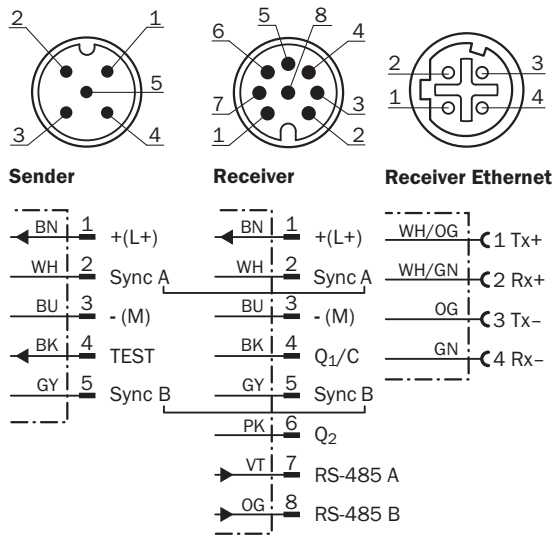 2 1
5
3 4
5 8
6 4
7 3
1 2
2 3
1 4
Sender
BN 1 +(L+)
WH 2 Sync A
BU 3 - (M)
BK 4 TEST
GY 5 Sync B
Receiver
BN 1 +(L+)
WH 2 Sync A
BU 3 - (M)
BK 4 Q₁/C
GY 5 Sync B
PK 6 Q₂
VT 7 RS-485 A
OG 8 RS-485 B
Receiver Ethernet
WH/OG 1 Tx+
WH/GN 2 Rx+
OG 3 Tx–
GN 4 Rx–